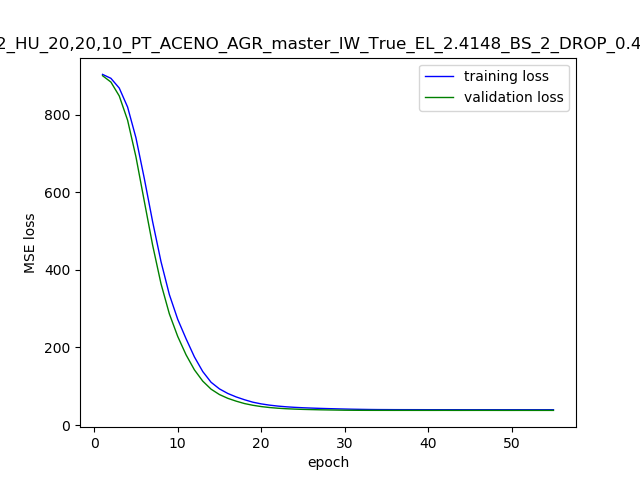 2_HU_20,20,10_PT_ACENO_AGR_master_IW_True_EL_2.4148_BS_2_DROP_0.4
training loss
validation loss
800
600
400
200
0
MSE loss
0 10 20 30 40 50
epoch